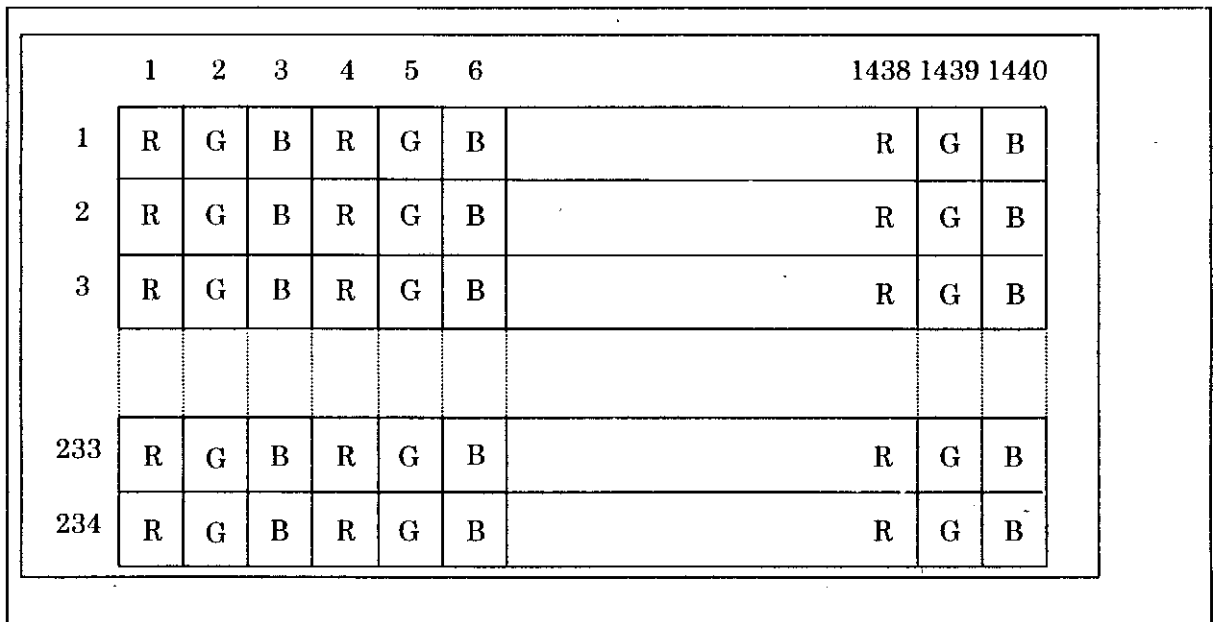 1 2 3 4 5 6 1438 1439 1440
1 R G B R G B R G B
2 R G B R G B R G B
3 R G B R G B R G B
233 R G B R G B R G B
234 R G B R G B R G B